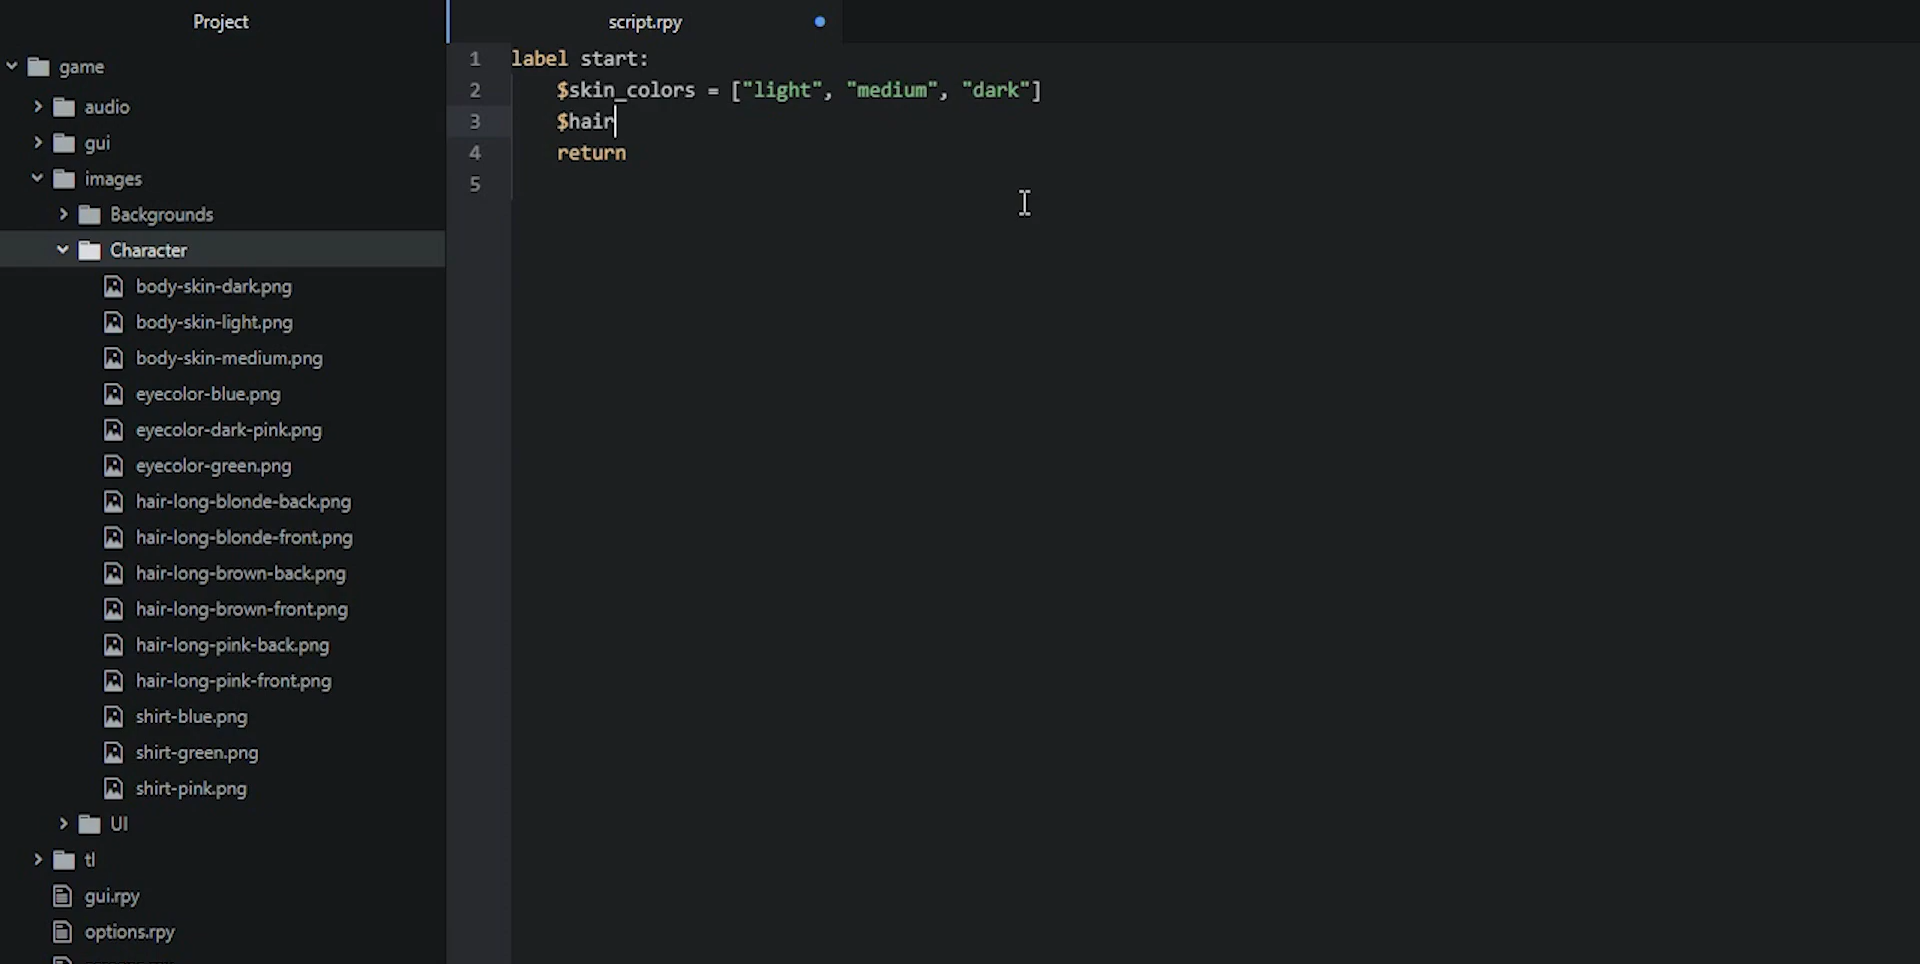 Project
game
audio
gui
images
Backgrounds
Character
body-skin-dark.png
body-skin-light.png
body-skin-medium.png
eyecolor-blue.png
eyecolor-dark-pink.png
eyecolor-green.png
hair-long-blonde-back.png
hair-long-blonde-front.png
hair-long-brown-back.png
hair-long-brown-front.png
hair-long-pink-back.png
hair-long-pink-front.png
shirt-blue.png
shirt-green.png
shirt-pink.png
UI
tl
gui.rpy
options.rpy
script.rpy
1 label start:
2 $skin_colors = ["light", "medium", "dark"]
3 $hair
4 return
5